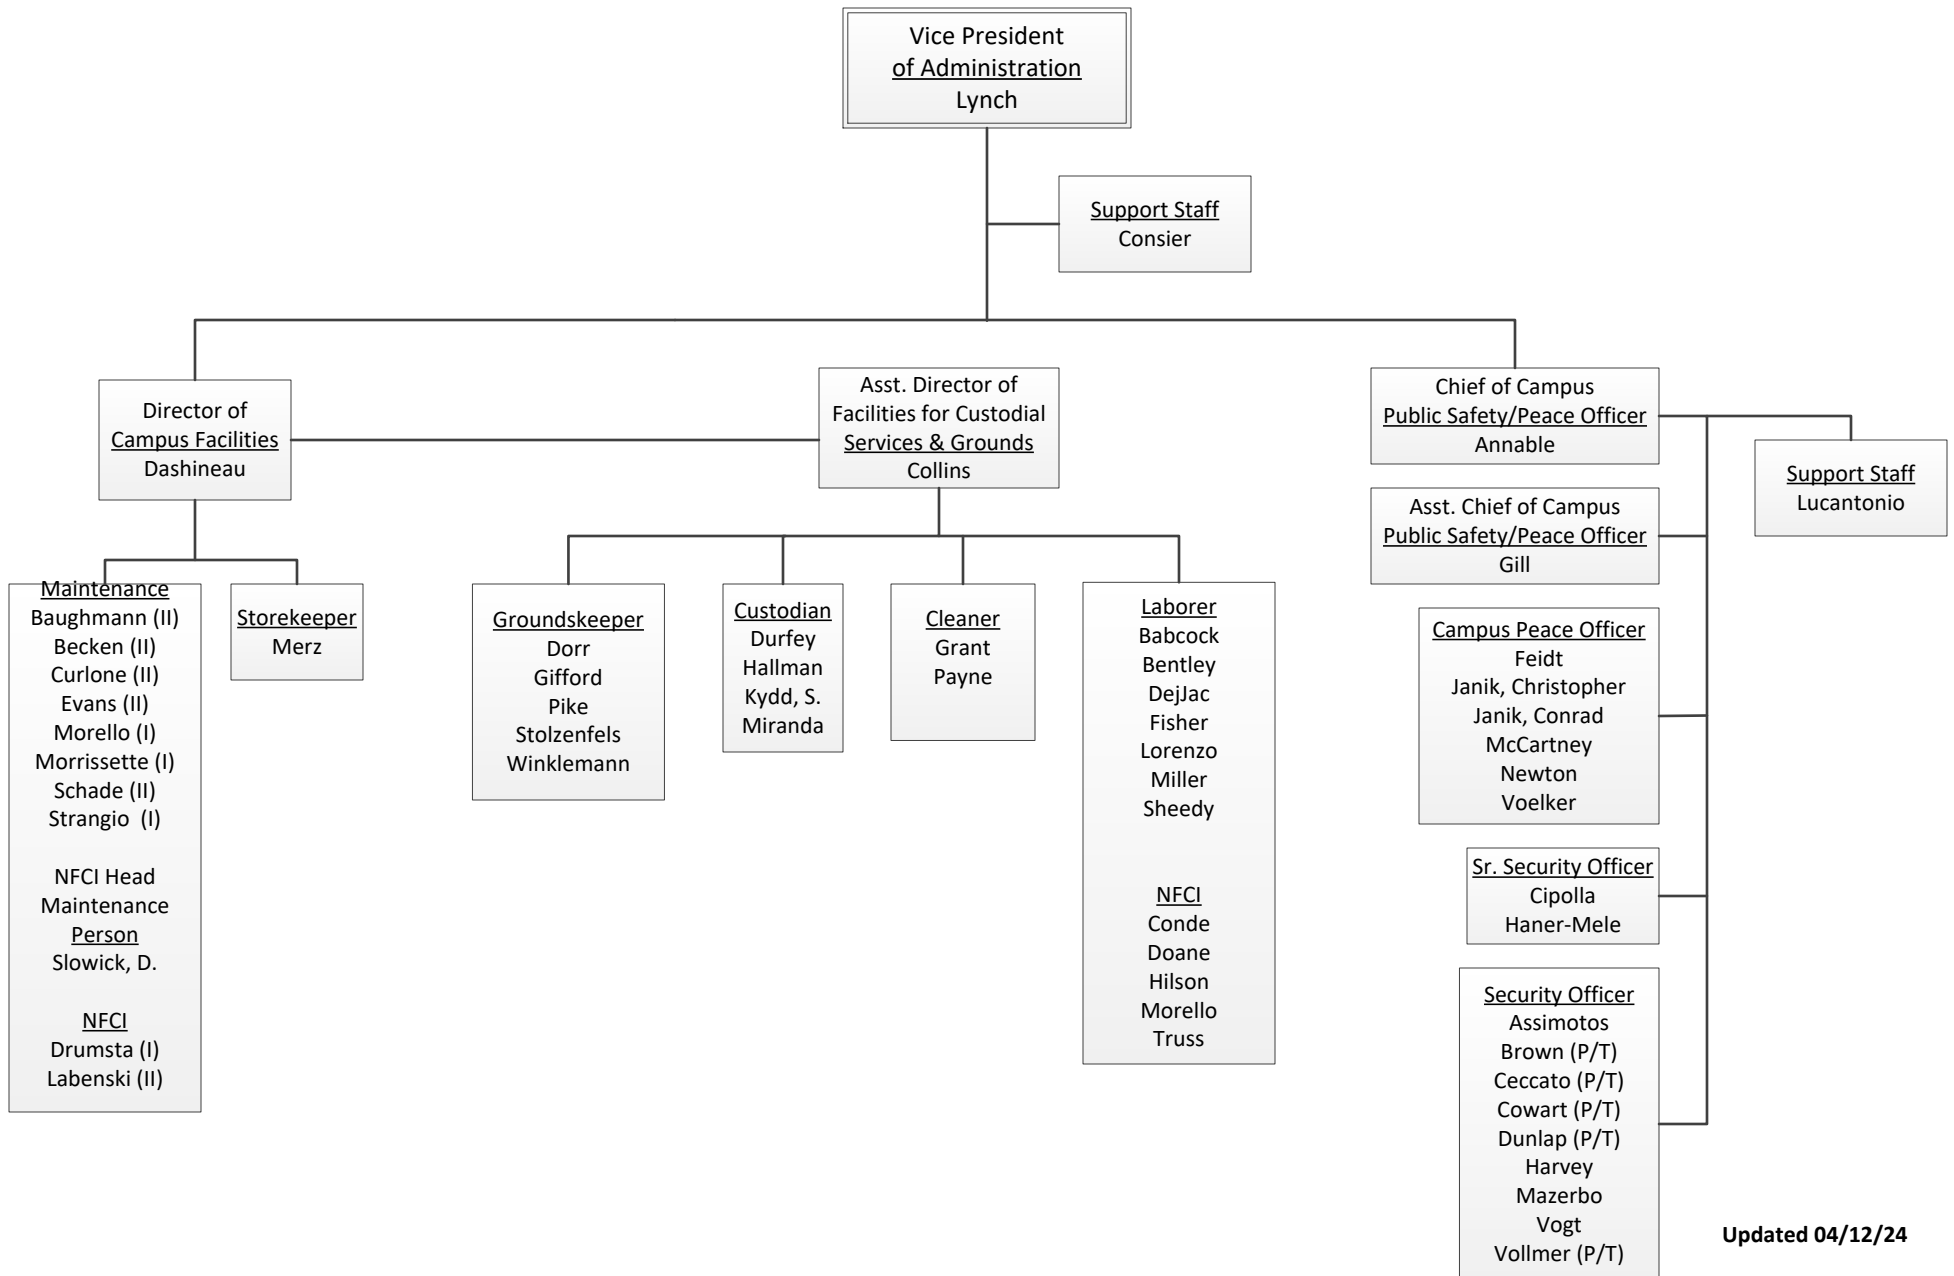 Vice President
of Administration
Lynch
Support Staff
Consier
Director of
Campus Facilities
Dashineau
Asst. Director of
Facilities for Custodial
Services & Grounds
Collins
Chief of Campus
Public Safety/Peace Officer
Annable
Support Staff
Lucantonio
Asst. Chief of Campus
Public Safety/Peace Officer
Gill
Maintenance
Baughmann (II)
Becken (II)
Curlone (II)
Evans (II)
Morello (I)
Morrissette (I)
Schade (II)
Strangio  (I)
NFCI Head
Maintenance
Person
Slowick, D.
NFCI
Drumsta (I)
Labenski (II)
Storekeeper
Merz
Groundskeeper
Dorr
Gifford
Pike
Stolzenfels
Winklemann
Custodian
Durfey
Hallman
Kydd, S.
Miranda
Cleaner
Grant
Payne
Laborer
Babcock
Bentley
DejJac
Fisher
Lorenzo
Miller
Sheedy
NFCI
Conde
Doane
Hilson
Morello
Truss
Campus Peace Officer
Feidt
Janik, Christopher
Janik, Conrad
McCartney
Newton
Voelker
Sr. Security Officer
Cipolla
Haner-Mele
Security Officer
Assimotos
Brown (P/T)
Ceccato (P/T)
Cowart (P/T)
Dunlap (P/T)
Harvey
Mazerbo
Vogt
Vollmer (P/T)
Updated 04/12/24